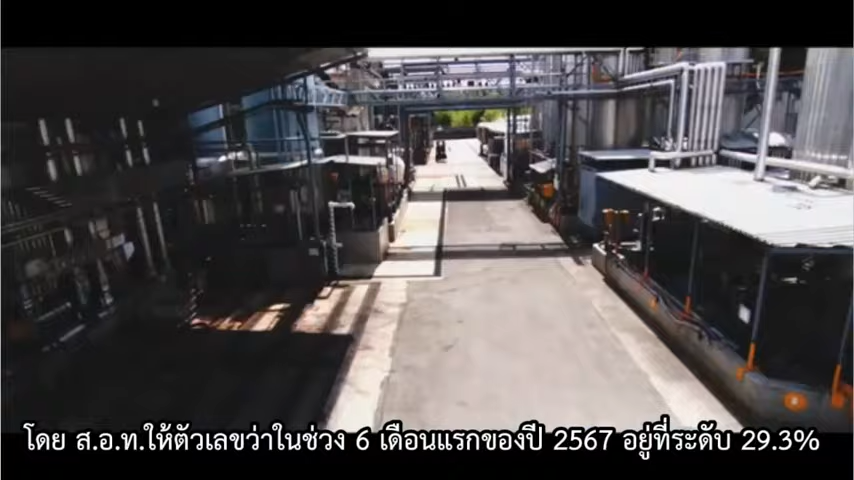 โดย ส.อ.ท.ให้ตัวเลขว่าในช่วง 6 เดือนแรกของปี 2567 อยู่ที่ระดับ 29.3%